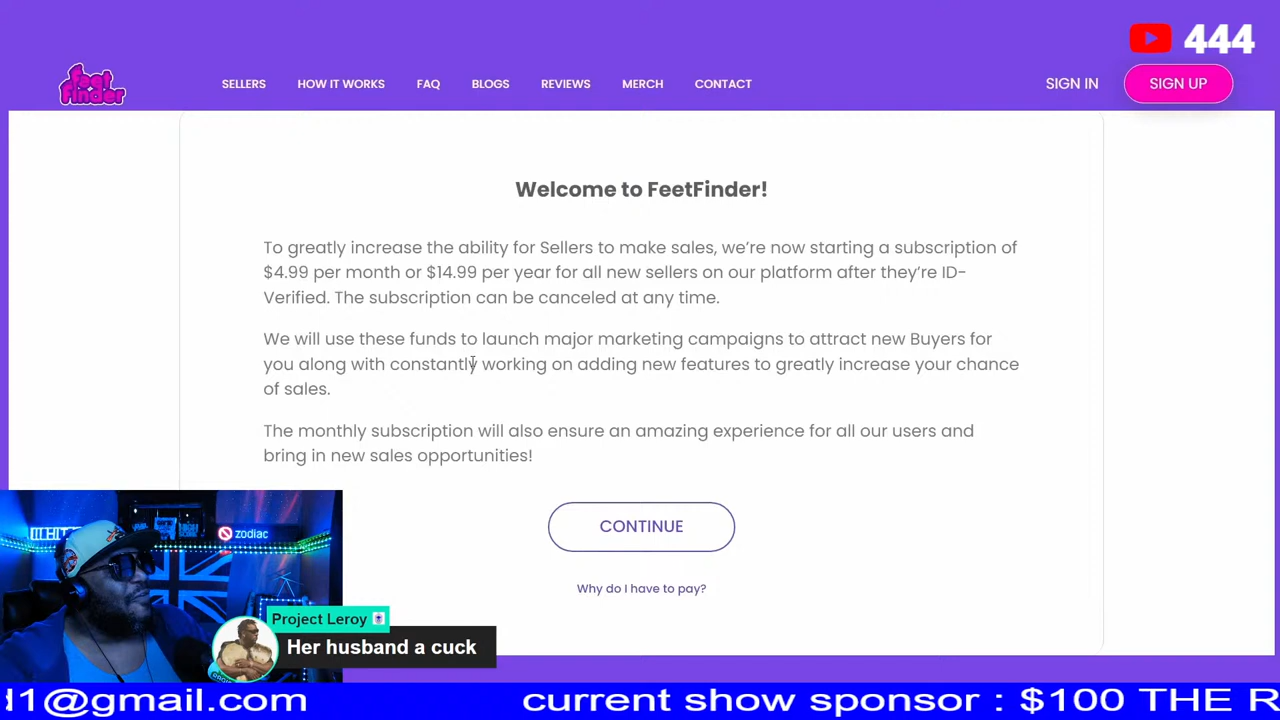 444
feet
finder
SELLERS HOW IT WORKS FAQ BLOGS REVIEWS MERCH CONTACT SIGN IN SIGN UP
Welcome to FeetFinder!
To greatly increase the ability for Sellers to make sales, we’re now starting a subscription of
$4.99 per month or $14.99 per year for all new sellers on our platform after they’re ID-
Verified. The subscription can be canceled at any time.
We will use these funds to launch major marketing campaigns to attract new Buyers for
you along with constantly working on adding new features to greatly increase your chance
of sales.
The monthly subscription will also ensure an amazing experience for all our users and
bring in new sales opportunities!
CONTINUE
Why do I have to pay?
zodiac
Project Leroy
Her husband a cuck
d1@gmail.com current show sponsor : $100 THE R